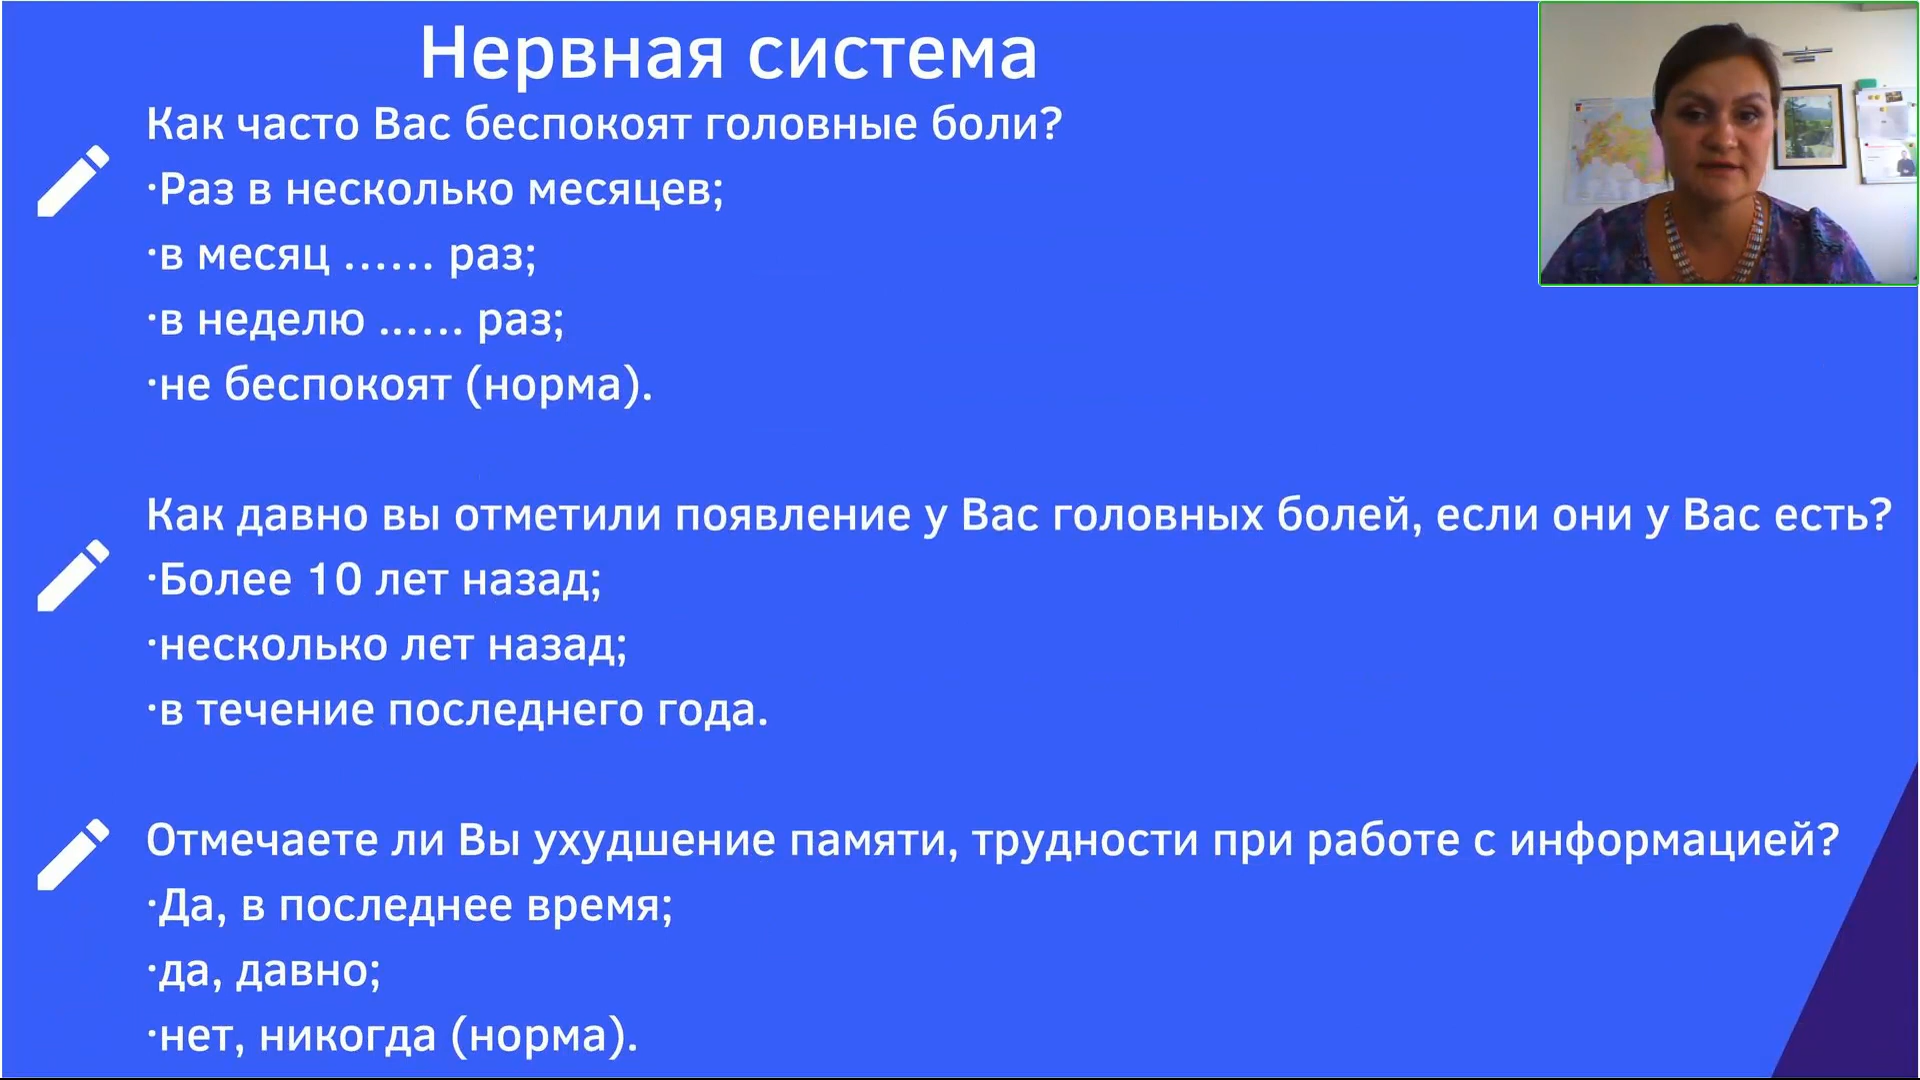 Нервная система
Как часто Вас беспокоят головные боли?
·Раз в несколько месяцев;
·в месяц …… раз;
·в неделю …… раз;
·не беспокоят (норма).
Как давно вы отметили появление у Вас головных болей, если они у Вас есть?
·Более 10 лет назад;
·несколько лет назад;
·в течение последнего года.
Отмечаете ли Вы ухудшение памяти, трудности при работе с информацией?
·Да, в последнее время;
·да, давно;
·нет, никогда (норма).